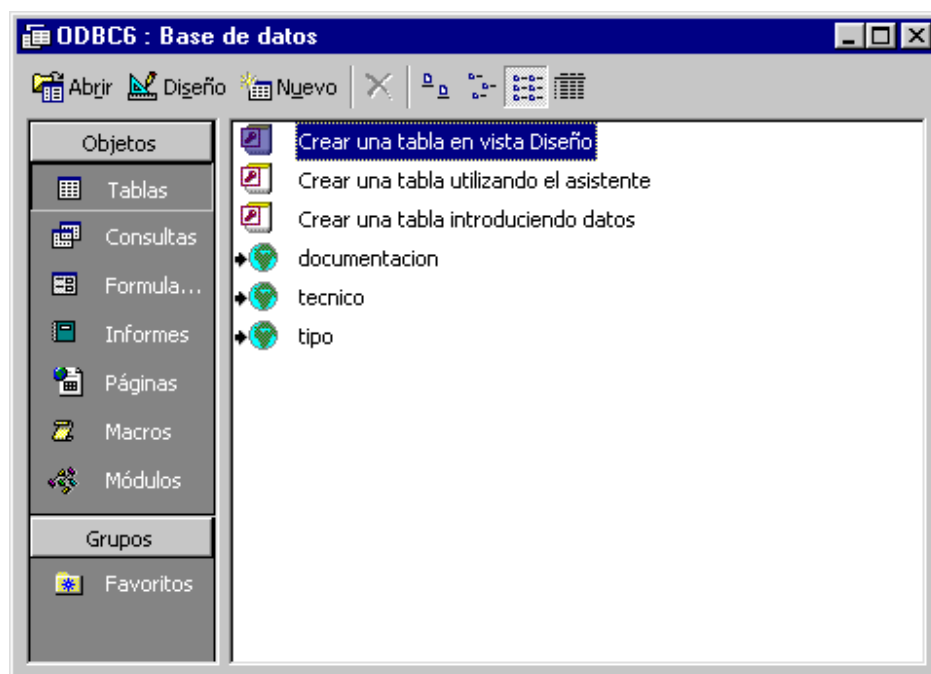 ODBC6 : Base de datos
Abrir Diseño Nuevo
Objetos
Tablas
Consultas
Formula...
Informes
Páginas
Macros
Módulos
Grupos
Favoritos
Crear una tabla en vista Diseño
Crear una tabla utilizando el asistente
Crear una tabla introduciendo datos
documentacion
tecnico
tipo